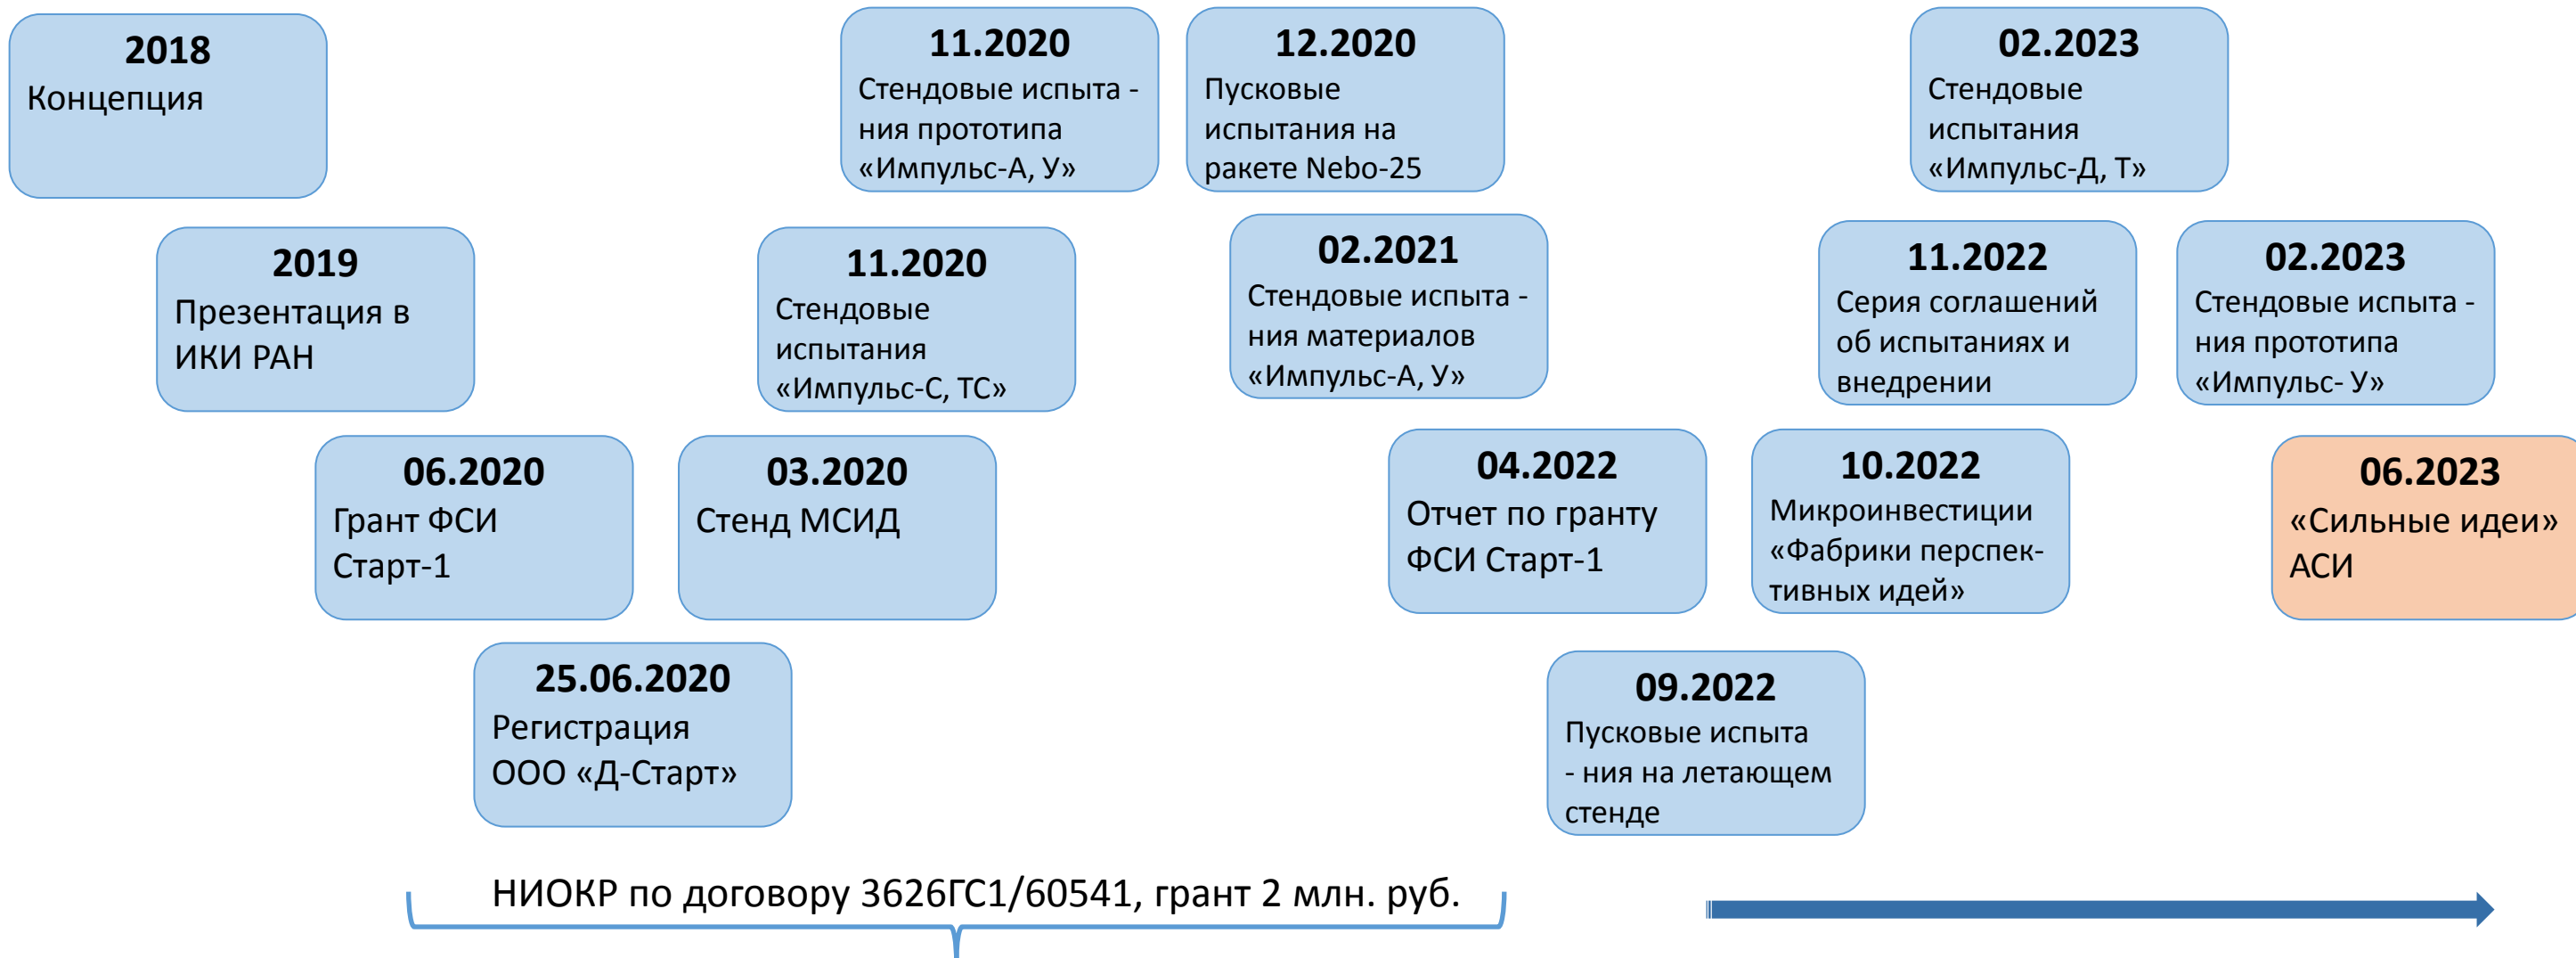 2018
Концепция
2019
Презентация в
ИКИ РАН
06.2020
Грант ФСИ
Старт-1
25.06.2020
Регистрация
ООО «Д-Старт»
03.2020
Стенд МСИД
11.2020
Стендовые
испытания
«Импульс-С, ТС»
11.2020
Стендовые испыта -
ния прототипа
«Импульс-А, У»
12.2020
Пусковые
испытания на
ракете Nebo-25
02.2021
Стендовые испыта -
ния материалов
«Импульс-А, У»
04.2022
Отчет по гранту
ФСИ Старт-1
09.2022
Пусковые испыта
- ния на летающем
стенде
10.2022
Микроинвестиции
«Фабрики перспек-
тивных идей»
11.2022
Серия соглашений
об испытаниях и
внедрении
02.2023
Стендовые
испытания
«Импульс-Д, Т»
02.2023
Стендовые испыта -
ния прототипа
«Импульс- У»
06.2023
«Сильные идеи»
АСИ
НИОКР по договору 3626ГС1/60541, грант 2 млн. руб.